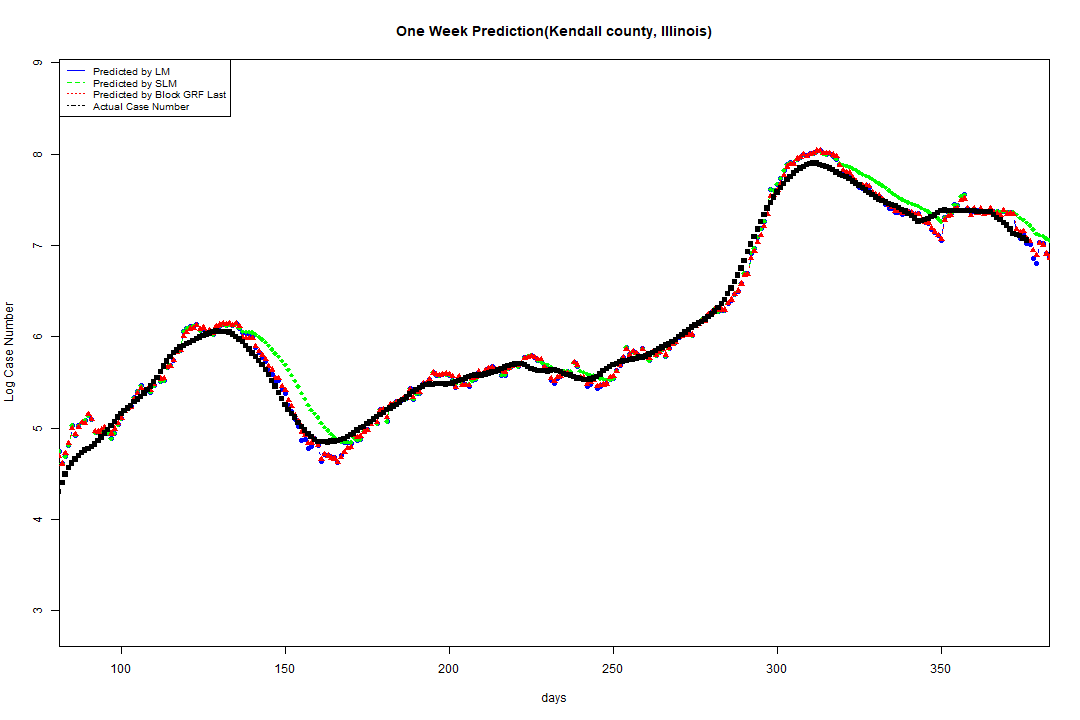 One Week Prediction(Kendall county, Illinois)
Predicted by LM
Predicted by SLM
Predicted by Block GRF Last
Actual Case Number
9
8
7
6
5
4
3
Log Case Number
100 150 200 250 300 350
days